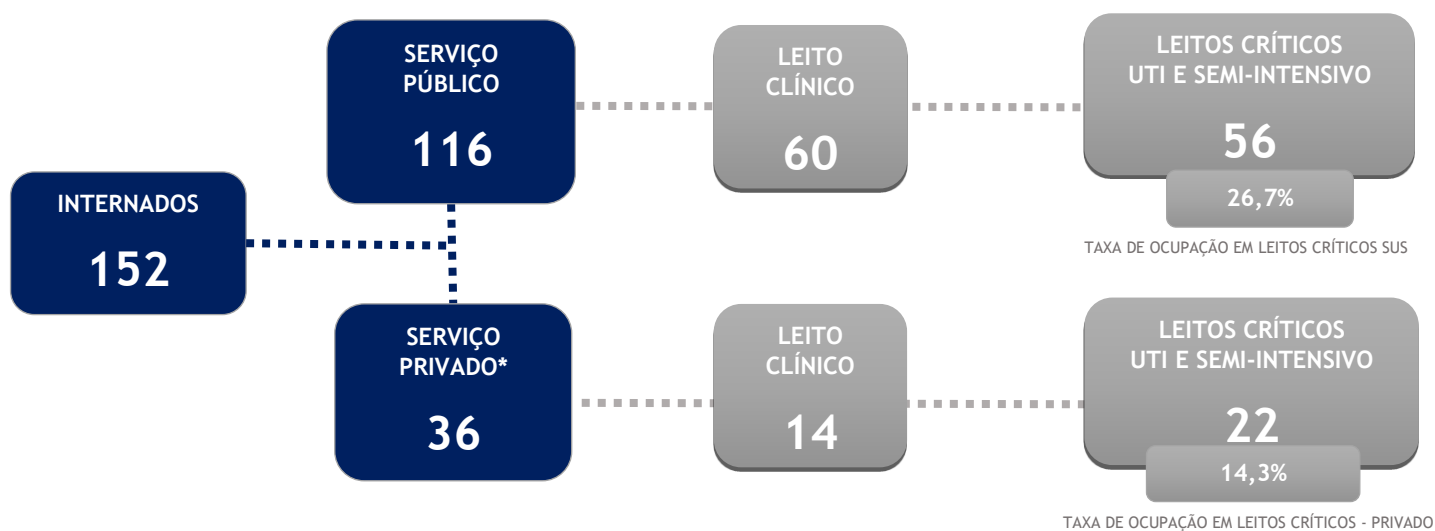 INTERNADOS
152
SERVIÇO
PÚBLICO
116
LEITO
CLÍNICO
60
LEITOS CRÍTICOS
UTI E SEMI-INTENSIVO
56
26,7%
TAXA DE OCUPAÇÃO EM LEITOS CRÍTICOS SUS
SERVIÇO
PRIVADO*
36
LEITO
CLÍNICO
14
LEITOS CRÍTICOS
UTI E SEMI-INTENSIVO
22
14,3%
TAXA DE OCUPAÇÃO EM LEITOS CRÍTICOS - PRIVADO